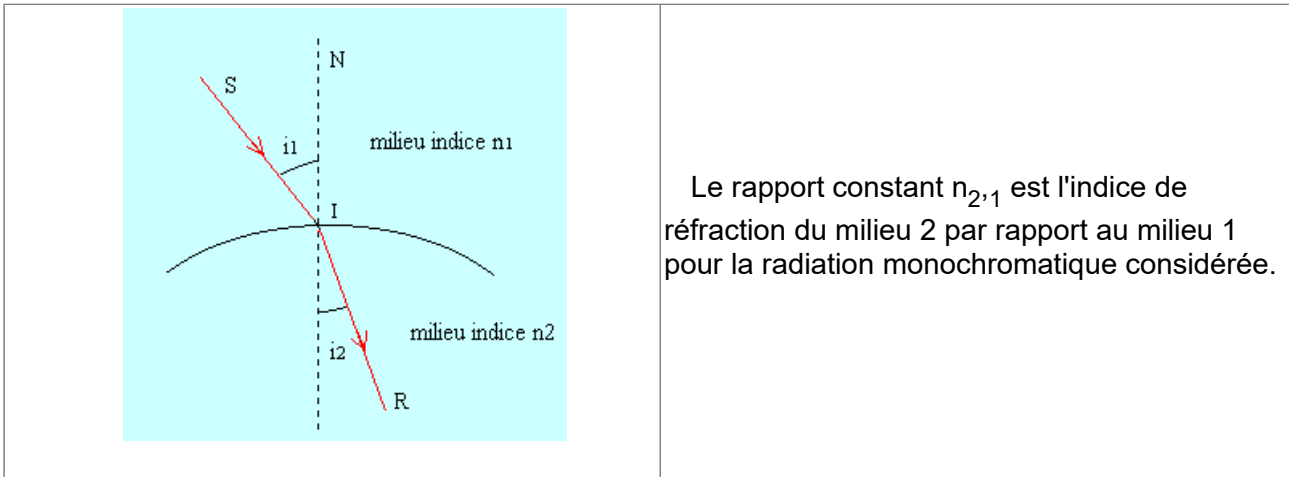 N
S
i1
milieu indice n1
I
milieu indice n2
i2
R
Le rapport constant n2,1 est l'indice de
réfraction du milieu 2 par rapport au milieu 1
pour la radiation monochromatique considérée.